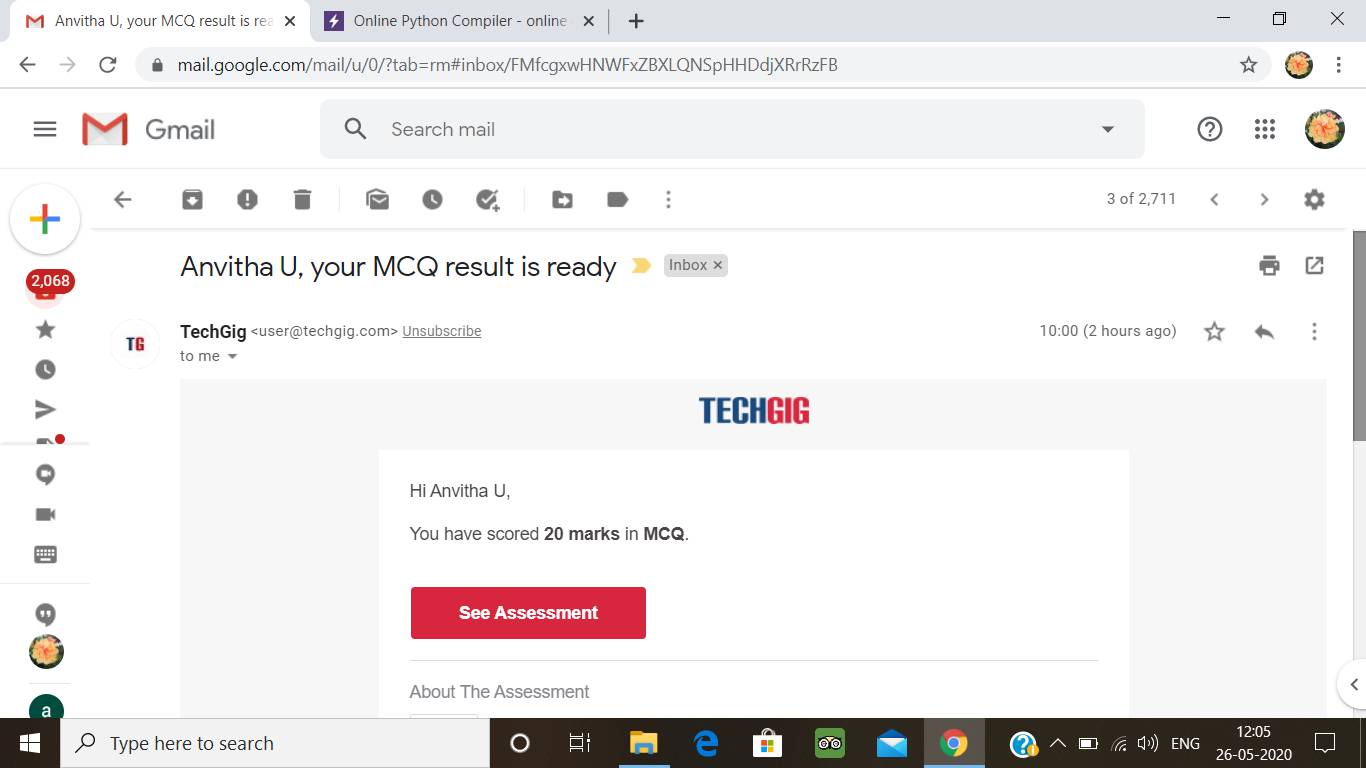 Anvitha U, your MCQ result is rea
Online Python Compiler - online
mail.google.com/mail/u/0/?tab=rm#inbox/FMfcgxwHNWFxZBXLQNSpHHDdjXRrRzFB
Gmail
Search mail
3 of 2,711
2,068
Anvitha U, your MCQ result is ready
Inbox ×
TG
TechGig <user@techgig.com> Unsubscribe
10:00 (2 hours ago)
to me
TECHGIG
Hi Anvitha U,
You have scored 20 marks in MCQ.
See Assessment
About The Assessment
a
Type here to search
ENG
12:05
26-05-2020